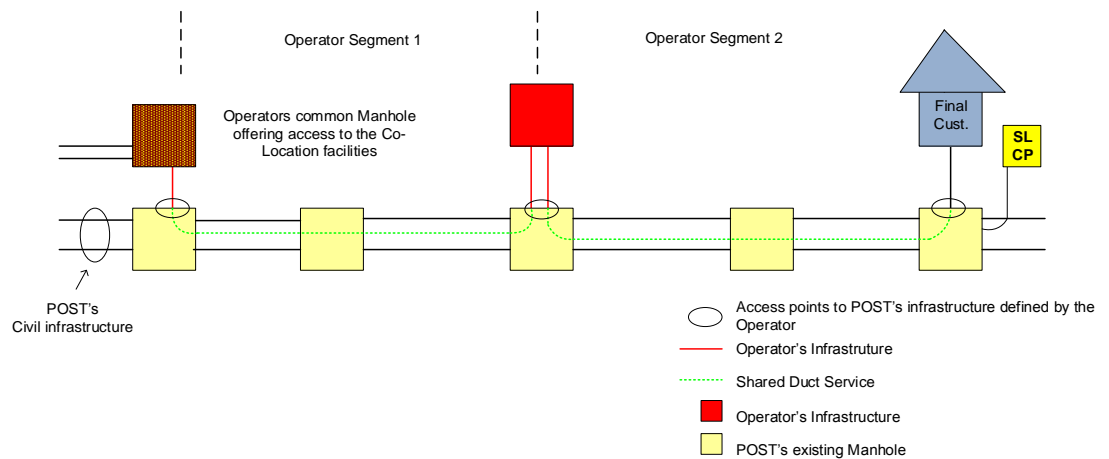 Operator Segment 1
Operator Segment 2
Operators common Manhole
offering access to the Co-
Location facilities
Final
Cust.
SL
CP
POST's
Civil infrastructure
Access points to POST's infrastructure defined by the
Operator
Operator's Infrastruture
Shared Duct Service
Operator's Infrastructure
POST's existing Manhole